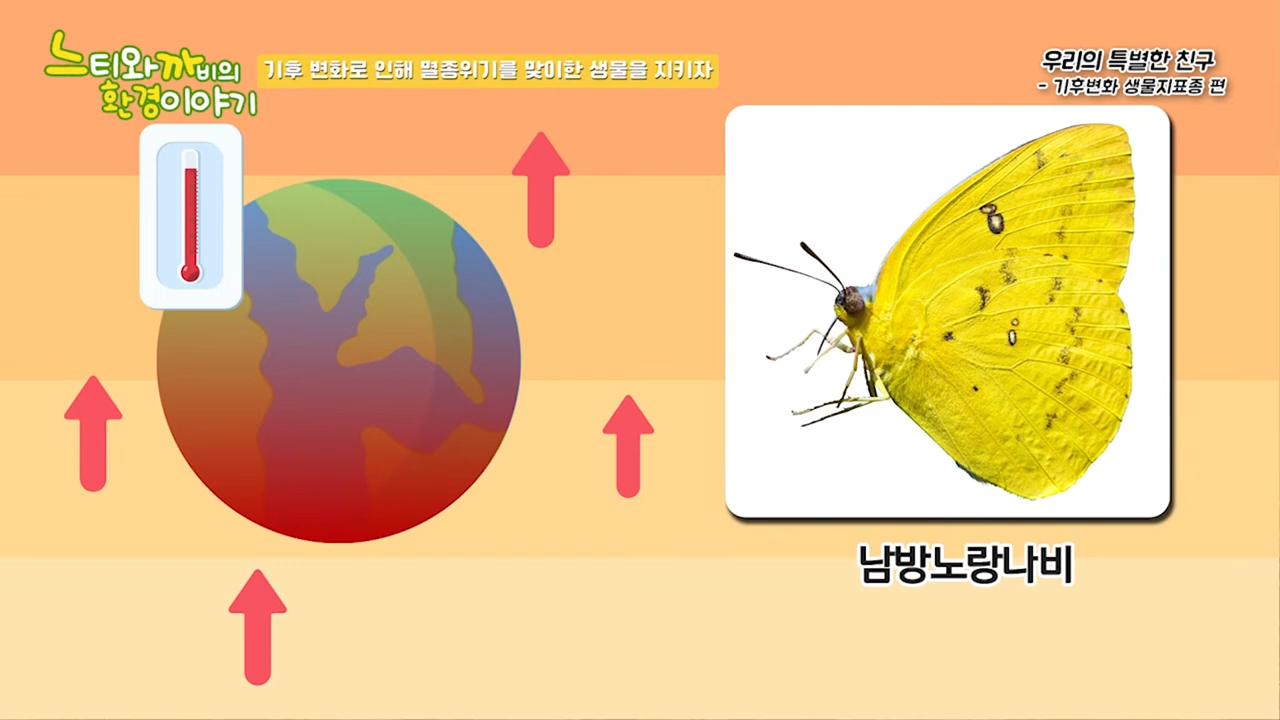 느티와 까비의
환경이야기
기후 변화로 인해 멸종위기를 맞이한 생물을 지키자
우리의 특별한 친구
- 기후변화 생물지표종 편
남방노랑나비